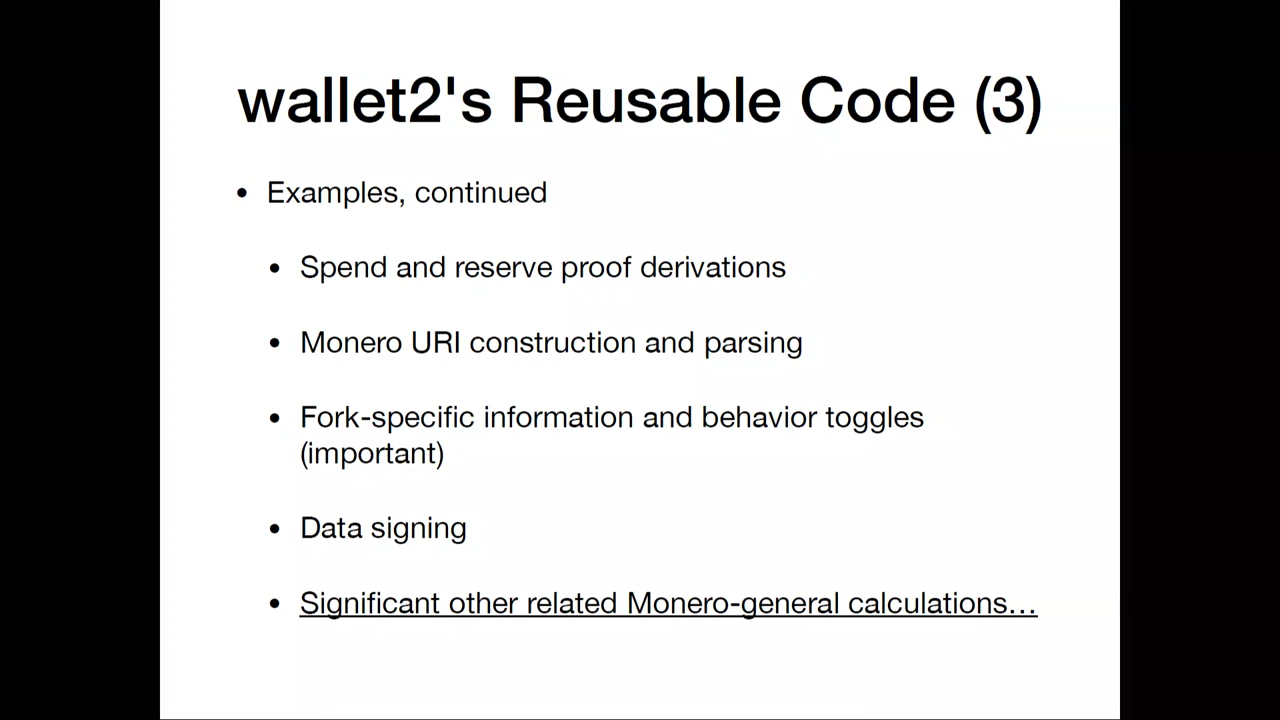 wallet2's Reusable Code (3)
• Examples, continued
• Spend and reserve proof derivations
• Monero URI construction and parsing
• Fork-specific information and behavior toggles
(important)
• Data signing
• Significant other related Monero-general calculations…